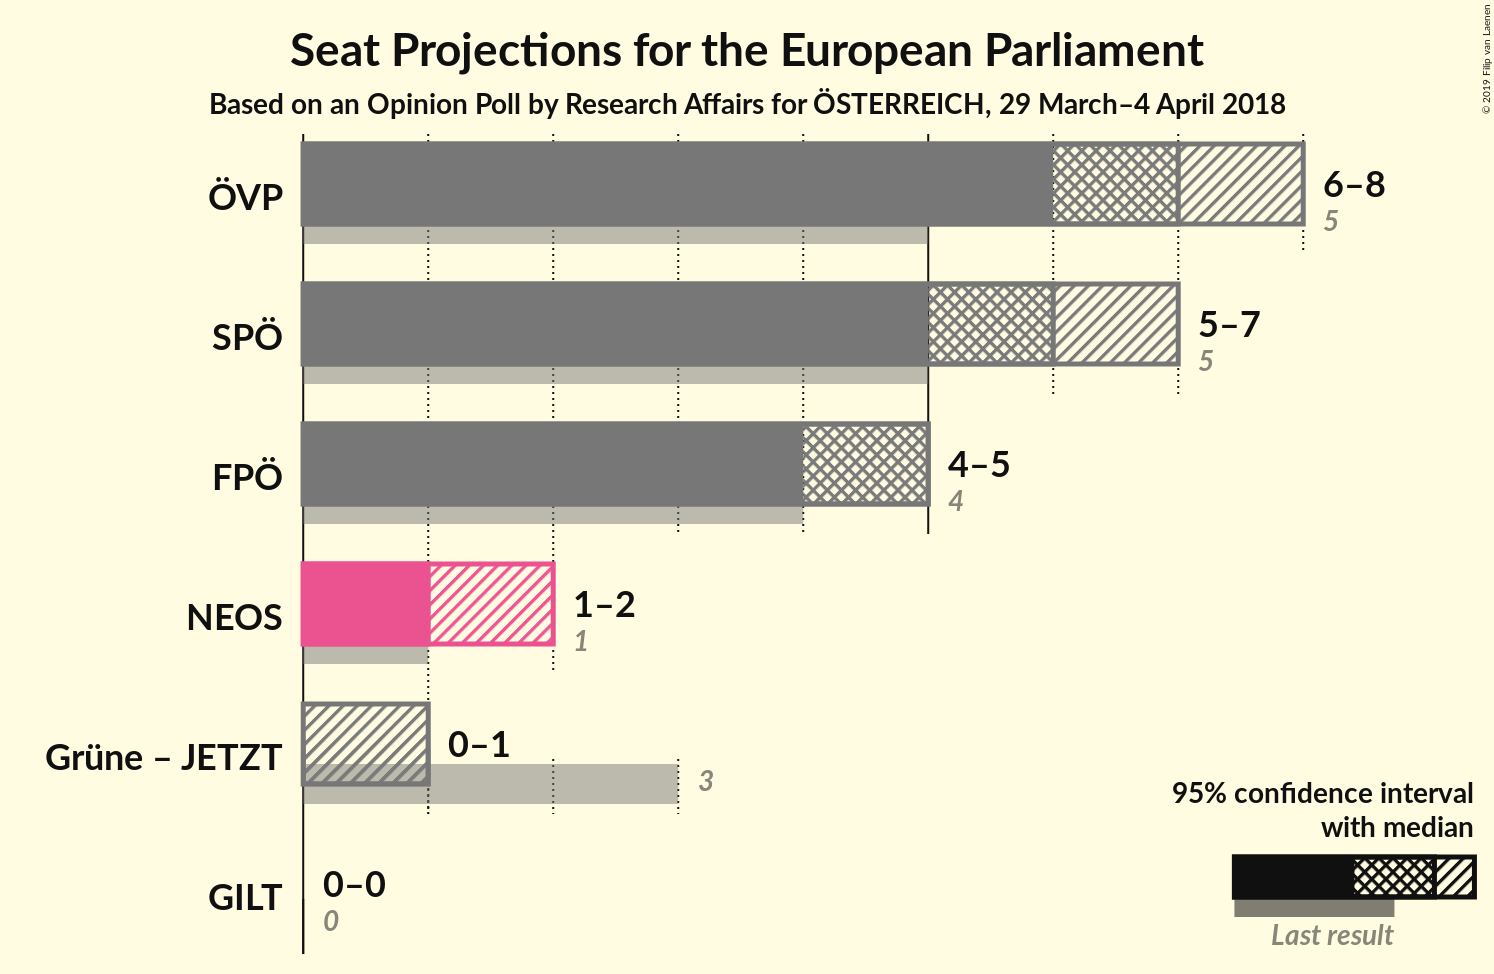 Seat Projections for the European Parliament
Based on an Opinion Poll by Research Affairs for ÖSTERREICH, 29 March–4 April 2018
© 2019 Filip van Laenen
ÖVP
6–8
5
SPÖ
5–7
5
FPÖ
4–5
4
NEOS
1–2
1
Grüne – JETZT
0–1
3
GILT
0–0
0
95% confidence interval
with median
Last result